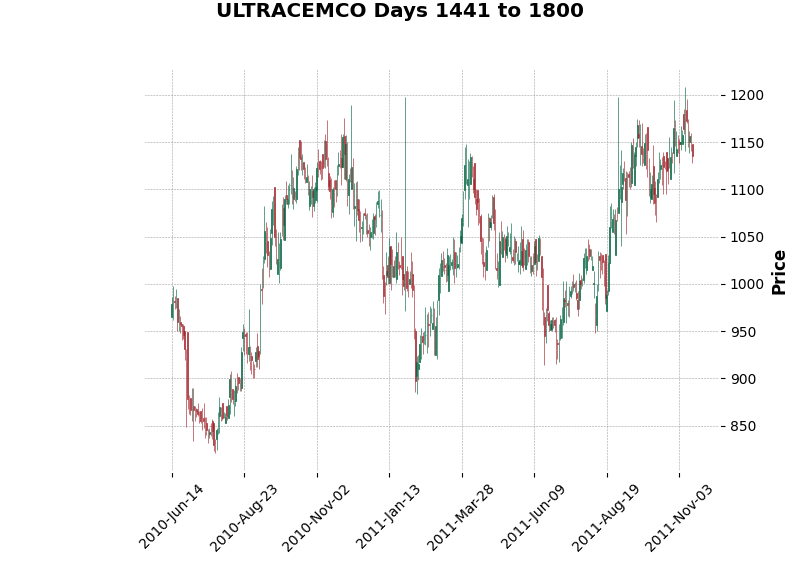 ULTRACEMCO Days 1441 to 1800
1200
1150
1100
1050
1000
950
900
850
Price
2010-Jun-14
2010-Aug-23
2010-Nov-02
2011-Jan-13
2011-Mar-28
2011-Jun-09
2011-Aug-19
2011-Nov-03